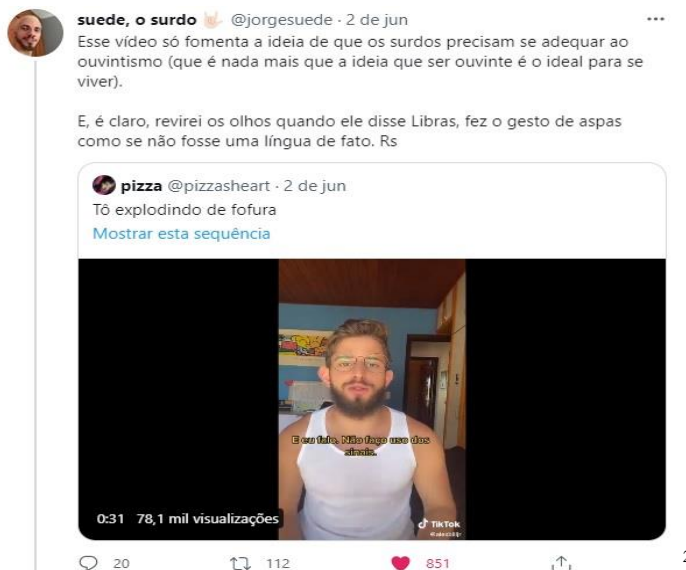 suede, o surdo 🤟🏻 @jorgesuede · 2 de jun
Esse vídeo só fomenta a ideia de que os surdos precisam se adequar ao
ouvintismo (que é nada mais que a ideia que ser ouvinte é o ideal para se
viver).
E, é claro, revirei os olhos quando ele disse Libras, fez o gesto de aspas
como se não fosse uma língua de fato. Rs
pizza @pizzasheart · 2 de jun
Tô explodindo de fofura
Mostrar esta sequência
E eu falo. Não faço uso dos
sinais.
0:31 78,1 mil visualizações
TikTok
20 112 851
2